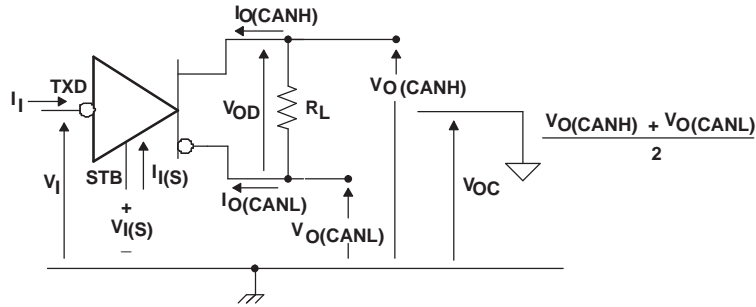 IO(CANH)
TXD
II
VOD
RL
VO(CANH)
VO(CANH) + VO(CANL)
2
VI
STB
II(S)
IO(CANL)
VOC
+
VI(S)
_
VO(CANL)